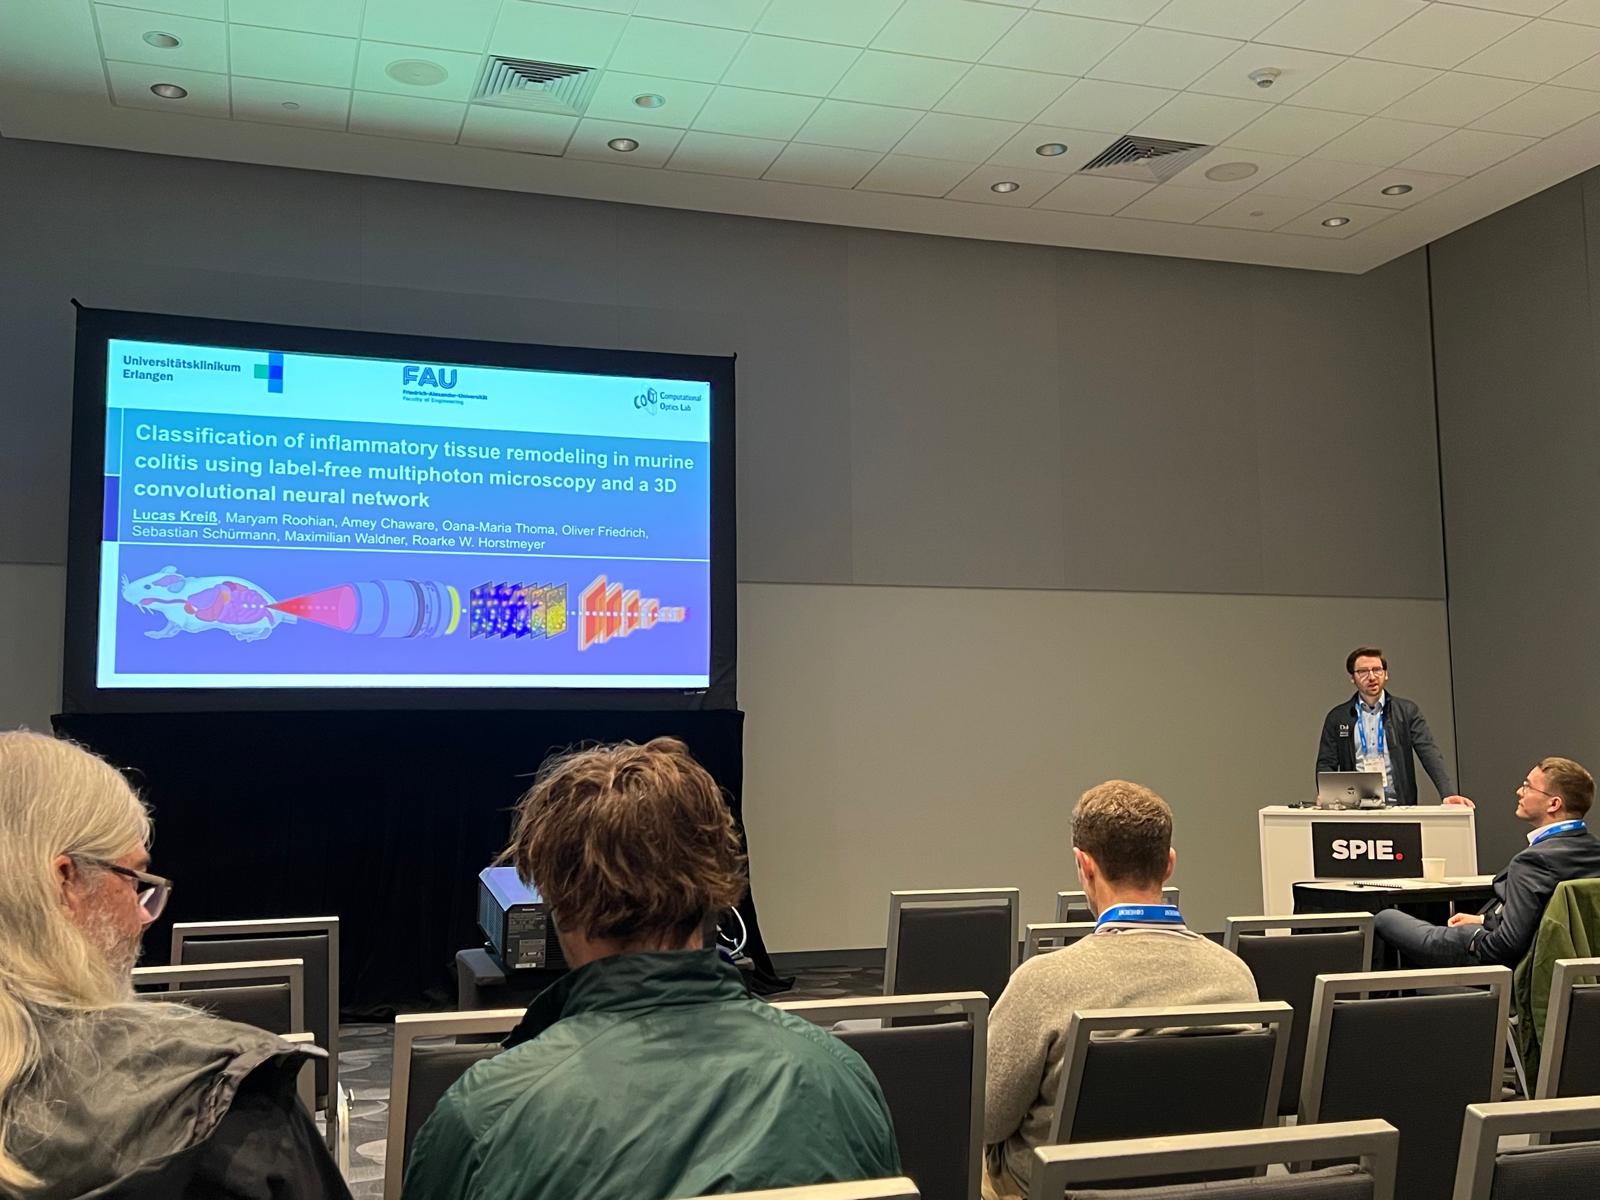 Universitätsklinikum
Erlangen
FAU
Friedrich-Alexander-Universität
Faculty of Engineering
Computational
Optics Lab
Classification of inflammatory tissue remodeling in murine
colitis using label-free multiphoton microscopy and a 3D
convolutional neural network
Lucas Kreiß, Maryam Roohian, Amey Chaware, Oana-Maria Thoma, Oliver Friedrich,
Sebastian Schürmann, Maximilian Waldner, Roarke W. Horstmeyer
SPIE.
COHERENT